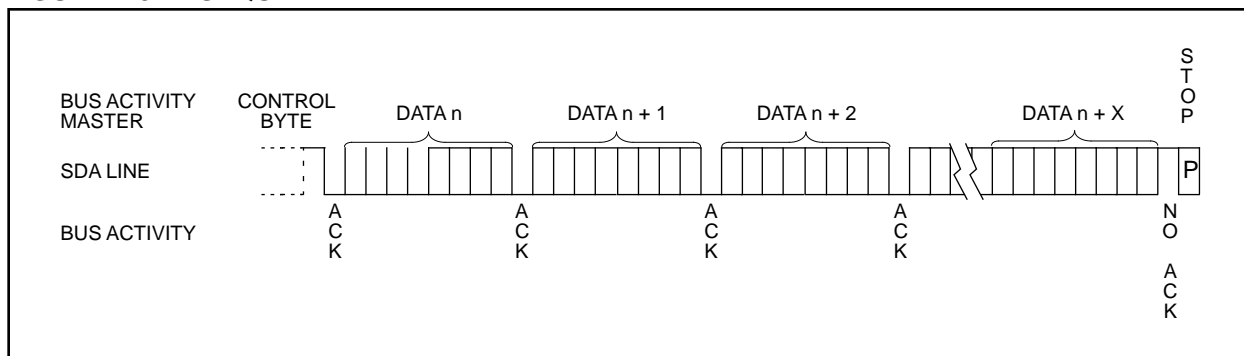 S
T
O
P
BUS ACTIVITY
MASTER
CONTROL
BYTE
DATA n
DATA n + 1
DATA n + 2
DATA n + X
SDA LINE
P
BUS ACTIVITY
A
C
K
A
C
K
A
C
K
A
C
K
N
O
A
C
K